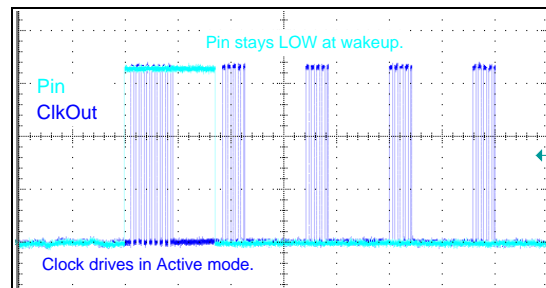 Pin stays LOW at wakeup.
Pin
ClkOut
Clock drives in Active mode.